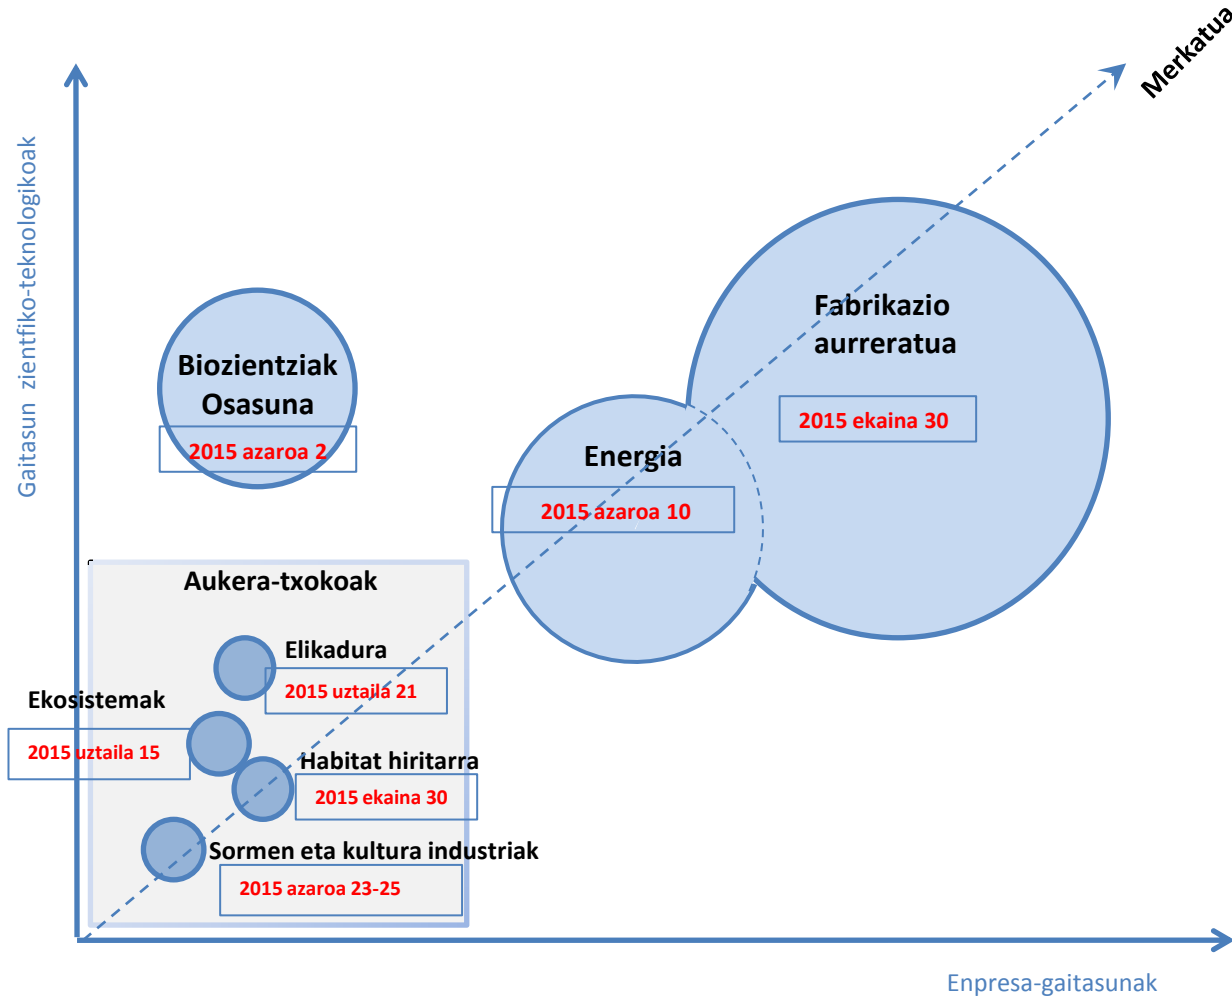 Merkatua
Gaitasun zientfiko-teknologikoak
Fabrikazio
aurreratua
2015 ekaina 30
Biozientziak
Osasuna
2015 azaroa 2
Energia
2015 azaroa 10
Aukera-txokoak
Elikadura
2015 uztaila 21
Ekosistemak
2015 uztaila 15
Habitat hiritarra
2015 ekaina 30
Sormen eta kultura industriak
2015 azaroa 23-25
Enpresa-gaitasunak